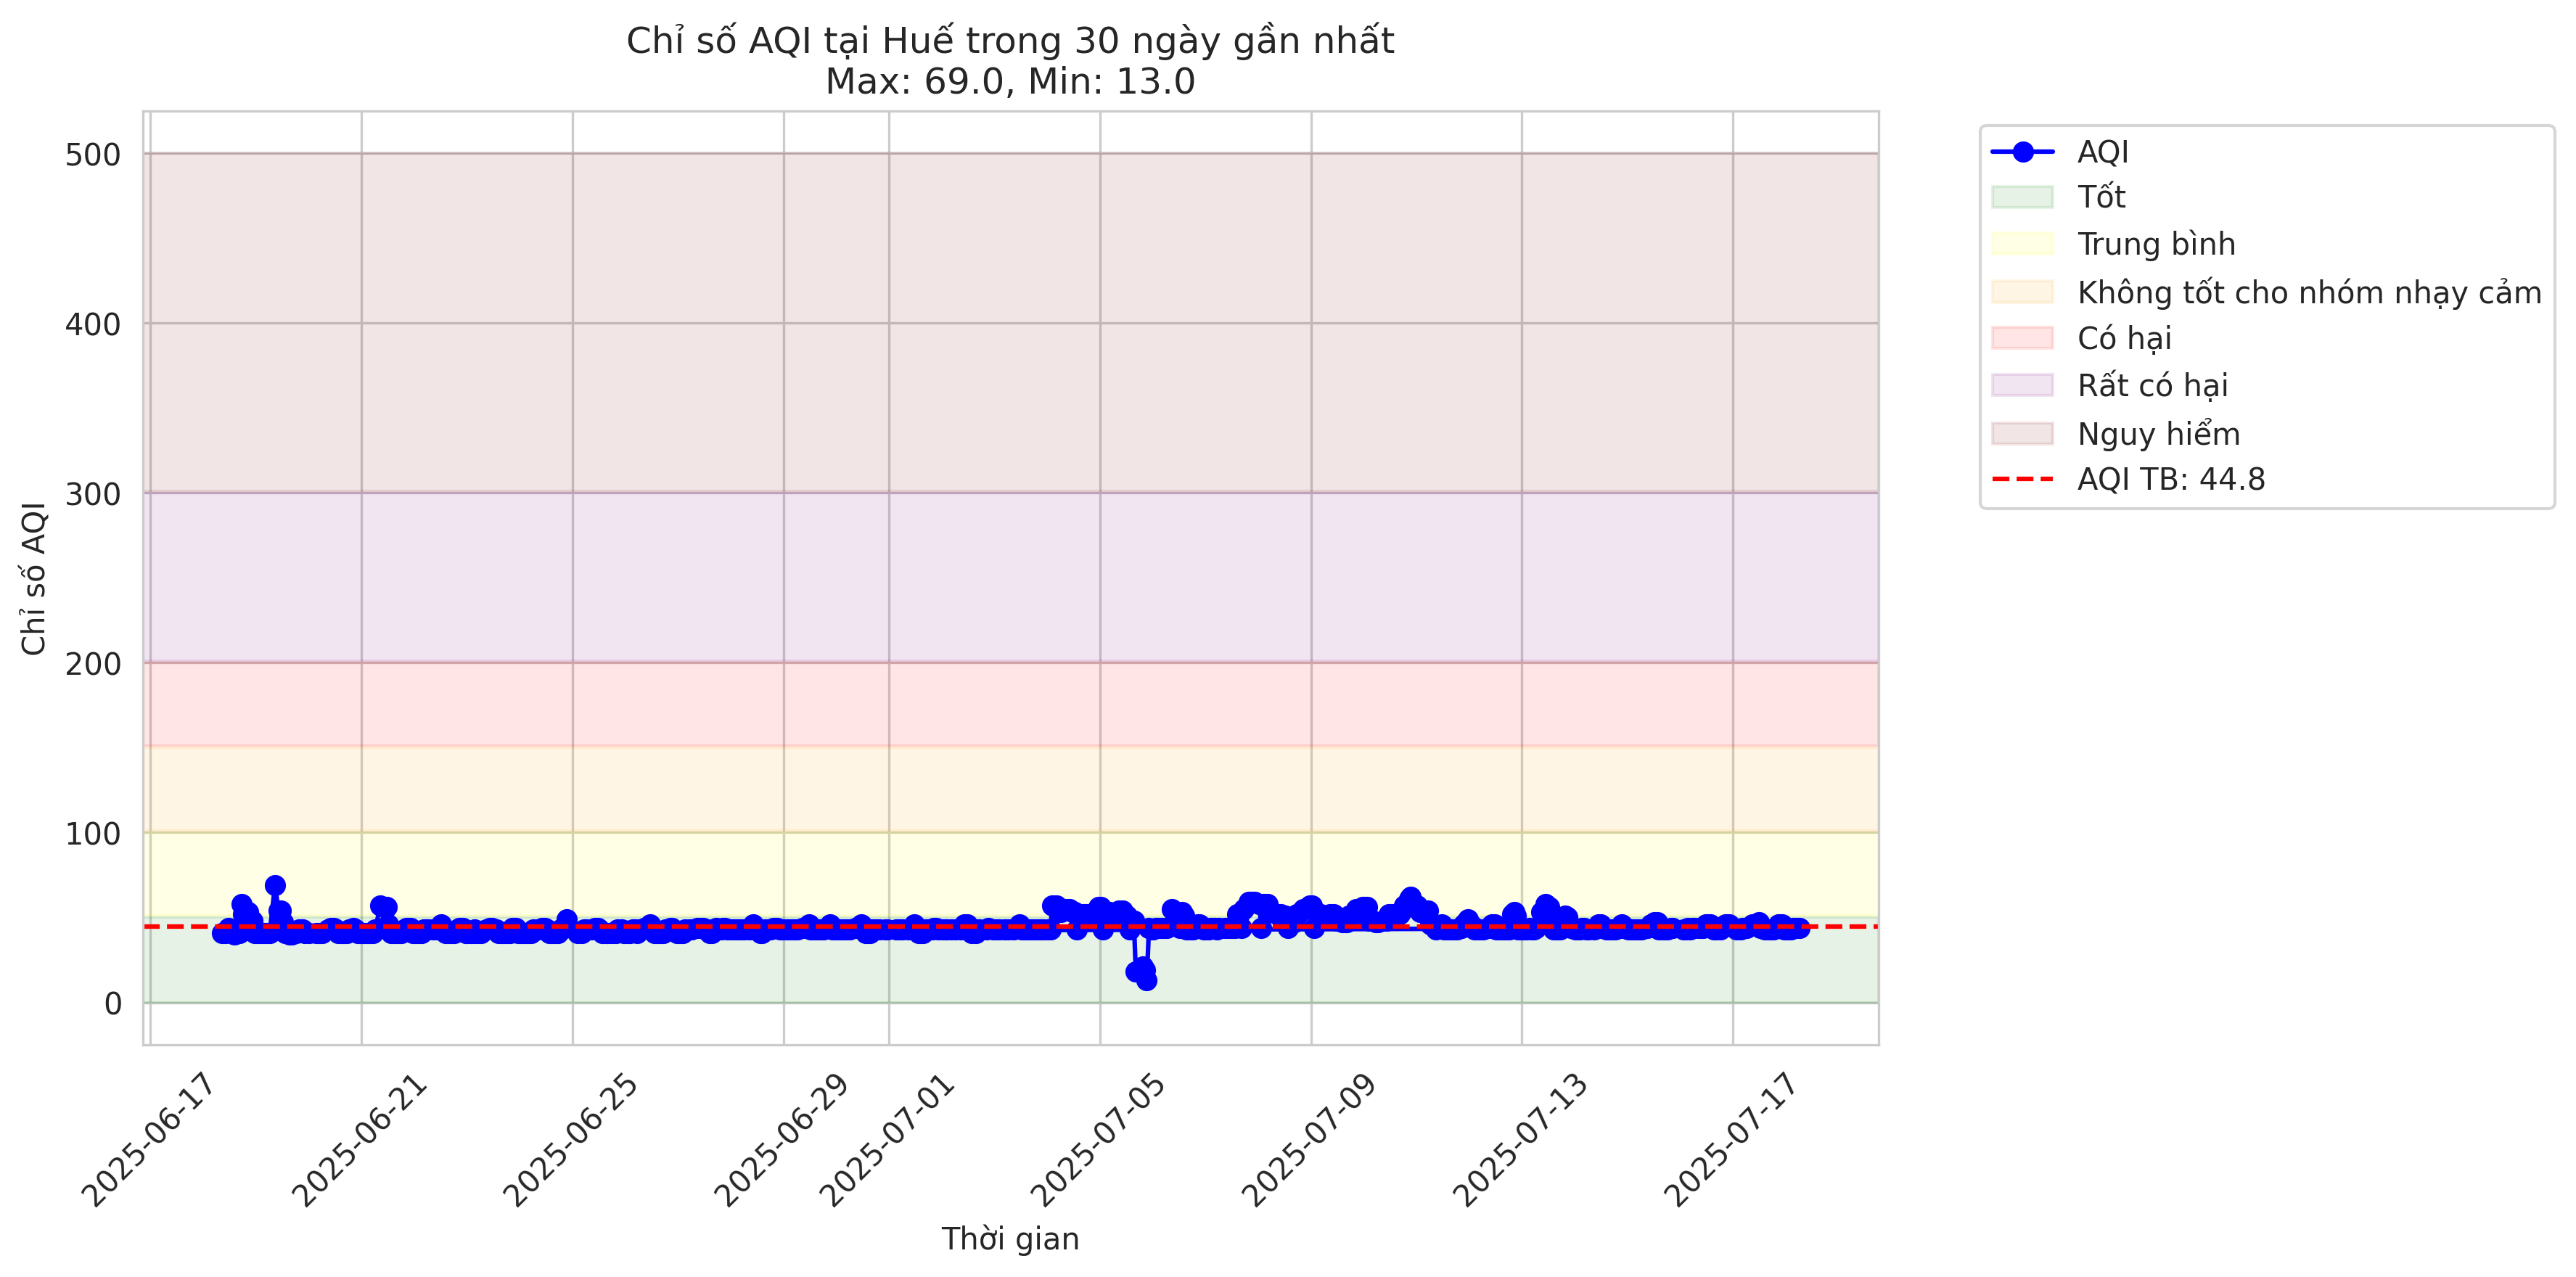 Chỉ số AQI tại Huế trong 30 ngày gần nhất
Max: 69.0, Min: 13.0
Chỉ số AQI
500
400
300
200
100
0
2025-06-17
2025-06-21
2025-06-25
2025-06-29
2025-07-01
2025-07-05
2025-07-09
2025-07-13
2025-07-17
Thời gian
AQI
Tốt
Trung bình
Không tốt cho nhóm nhạy cảm
Có hại
Rất có hại
Nguy hiểm
AQI TB: 44.8